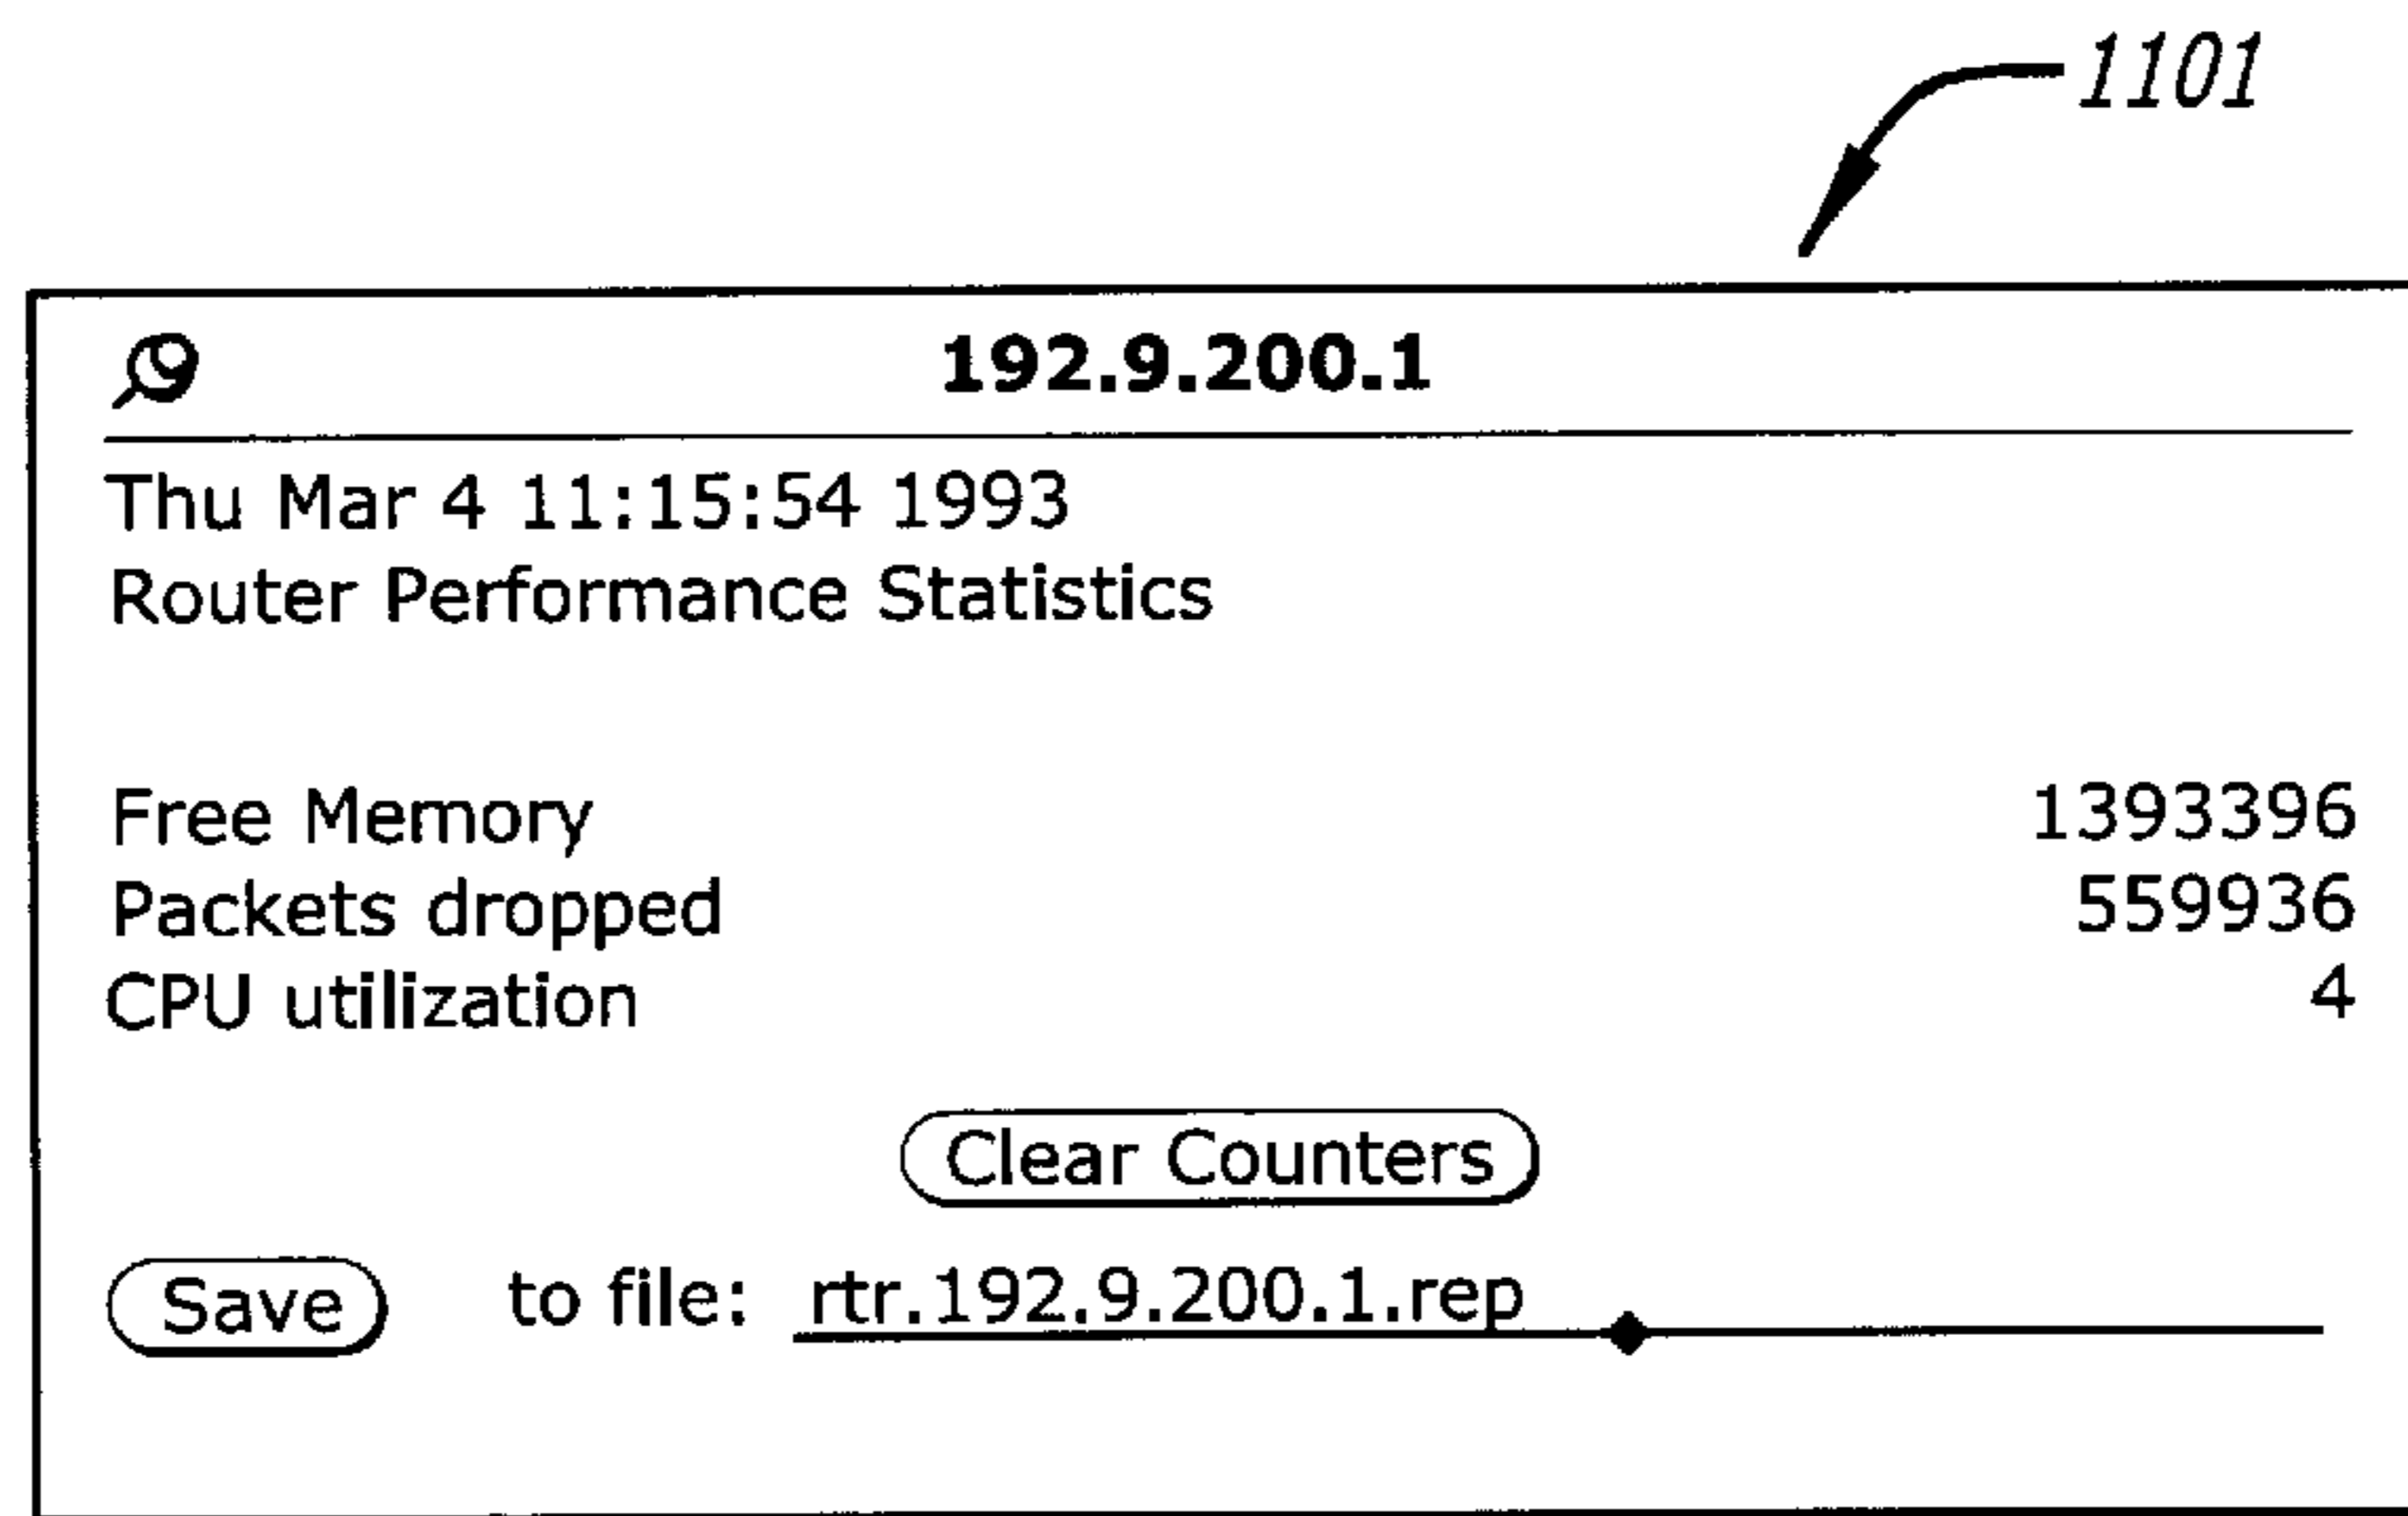 1101
192.9.200.1
Thu Mar 4 11:15:54 1993
Router Performance Statistics
Free Memory 1393396
Packets dropped 559936
CPU utilization 4
Clear Counters
Save to file: rtr.192.9.200.1.rep